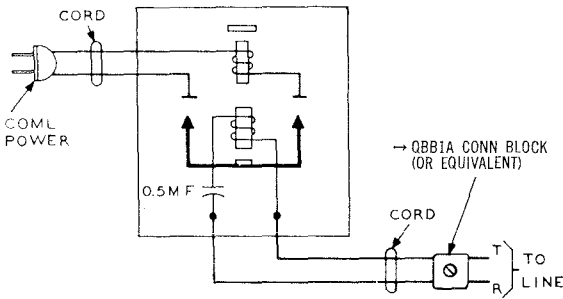 CORD
COML
POWER
0.5MF
→ QBB1A CONN BLOCK
(OR EQUIVALENT)
CORD
T
TO
R
LINE